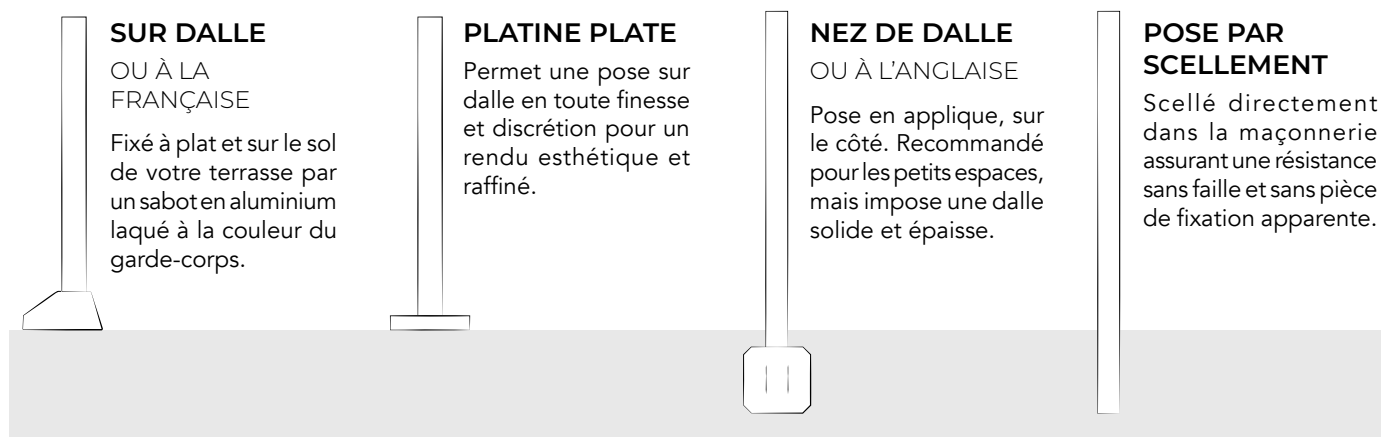 SUR DALLE
OU À LA
FRANÇAISE
Fixé à plat et sur le sol
de votre terrasse par
un sabot en aluminium
laqué à la couleur du
garde-corps.
PLATINE PLATE
Permet une pose sur
dalle en toute finesse
et discrétion pour un
rendu esthétique et
raffiné.
NEZ DE DALLE
OU À L’ANGLAISE
Pose en applique, sur
le côté. Recommandé
pour les petits espaces,
mais impose une dalle
solide et épaisse.
POSE PAR
SCELLEMENT
Scellé directement
dans la maçonnerie
assurant une résistance
sans faille et sans pièce
de fixation apparente.